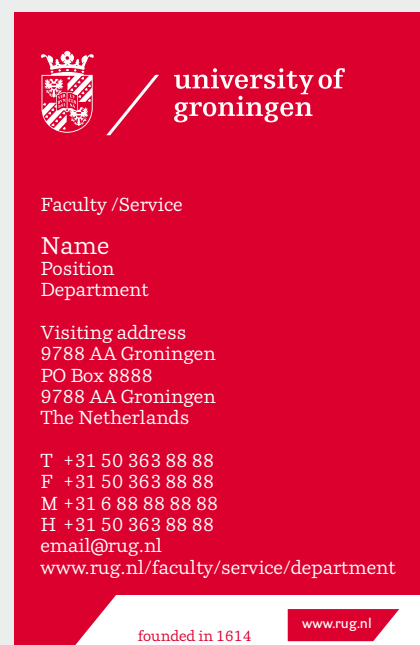 university of
groningen
Faculty /Service
Name
Position
Department
Visiting address
9788 AA Groningen
PO Box 8888
9788 AA Groningen
The Netherlands
T +31 50 363 88 88
F +31 50 363 88 88
M +31 6 88 88 88 88
H +31 50 363 88 88
email@rug.nl
www.rug.nl/faculty/service/department
founded in 1614
www.rug.nl